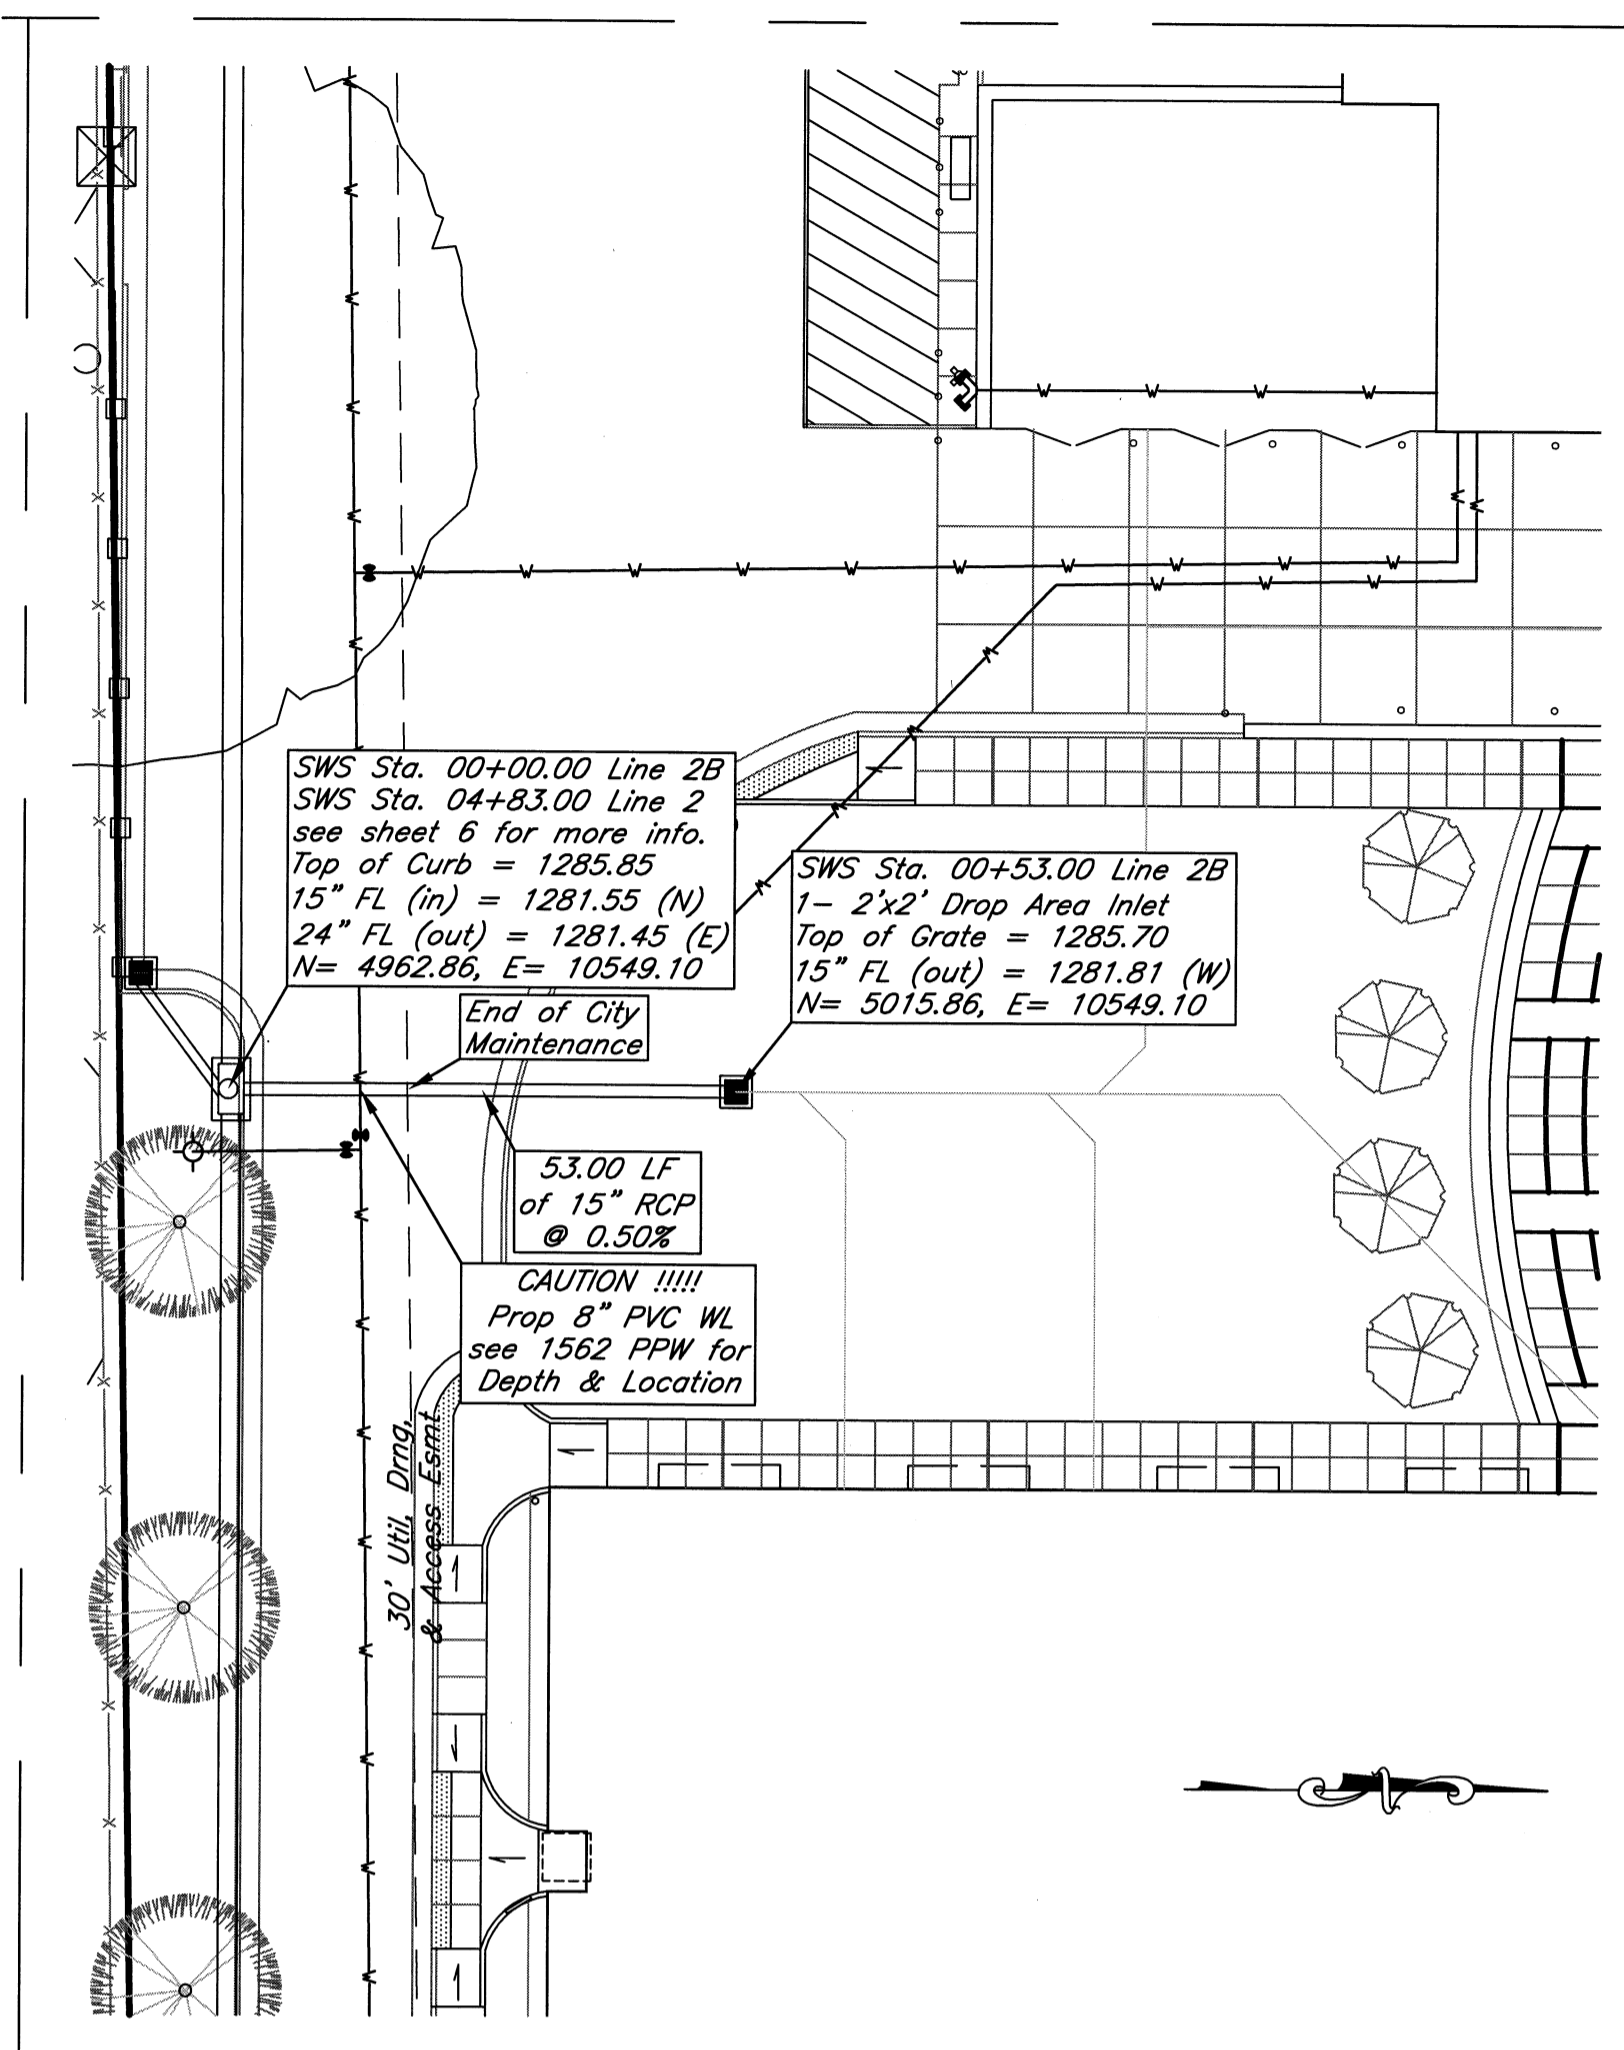 SWS Sta. 00+00.00 Line 2B
SWS Sta. 04+83.00 Line 2
see sheet 6 for more info.
Top of Curb = 1285.85
15" FL (in) = 1281.55 (N)
24" FL (out) = 1281.45 (E)
N= 4962.86, E= 10549.10
SWS Sta. 00+53.00 Line 2B
1- 2'x2' Drop Area Inlet
Top of Grate = 1285.70
15" FL (out) = 1281.81 (W)
N= 5015.86, E= 10549.10
End of City
Maintenance
53.00 LF
of 15" RCP
@ 0.50%
CAUTION !!!!!
Prop 8" PVC WL
see 1562 PPW for
Depth & Location
30' Util, Drng,
& Access Esmt
N